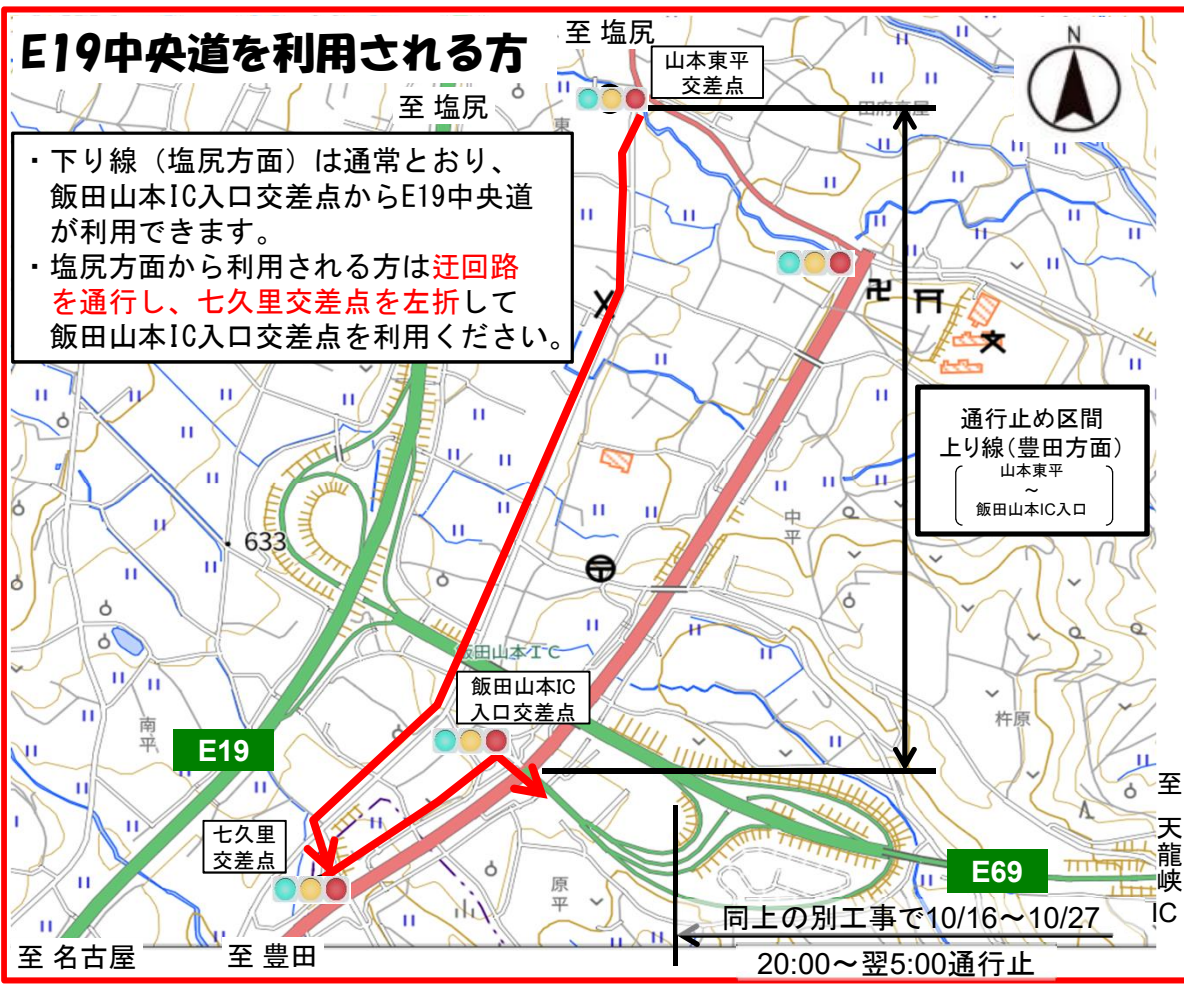 E19中央道を利用される方
至 塩尻
山本東平
交差点
N
至 塩尻
東
田府高屋
・下り線（塩尻方面）は通常とおり、
飯田山本IC入口交差点からE19中央道
が利用できます。
・塩尻方面から利用される方は迂回路
を通行し、七久里交差点を左折して
飯田山本IC入口交差点を利用ください。
通行止め区間
上り線(豊田方面)
山本東平
～
飯田山本IC入口
中平
633
飯田山本IC
飯田山本IC
入口交差点
杵原
南平
E19
七久里
交差点
原平
E69
至天龍峡IC
同上の別工事で10/16～10/27
20:00～翌5:00通行止
至 名古屋
至 豊田